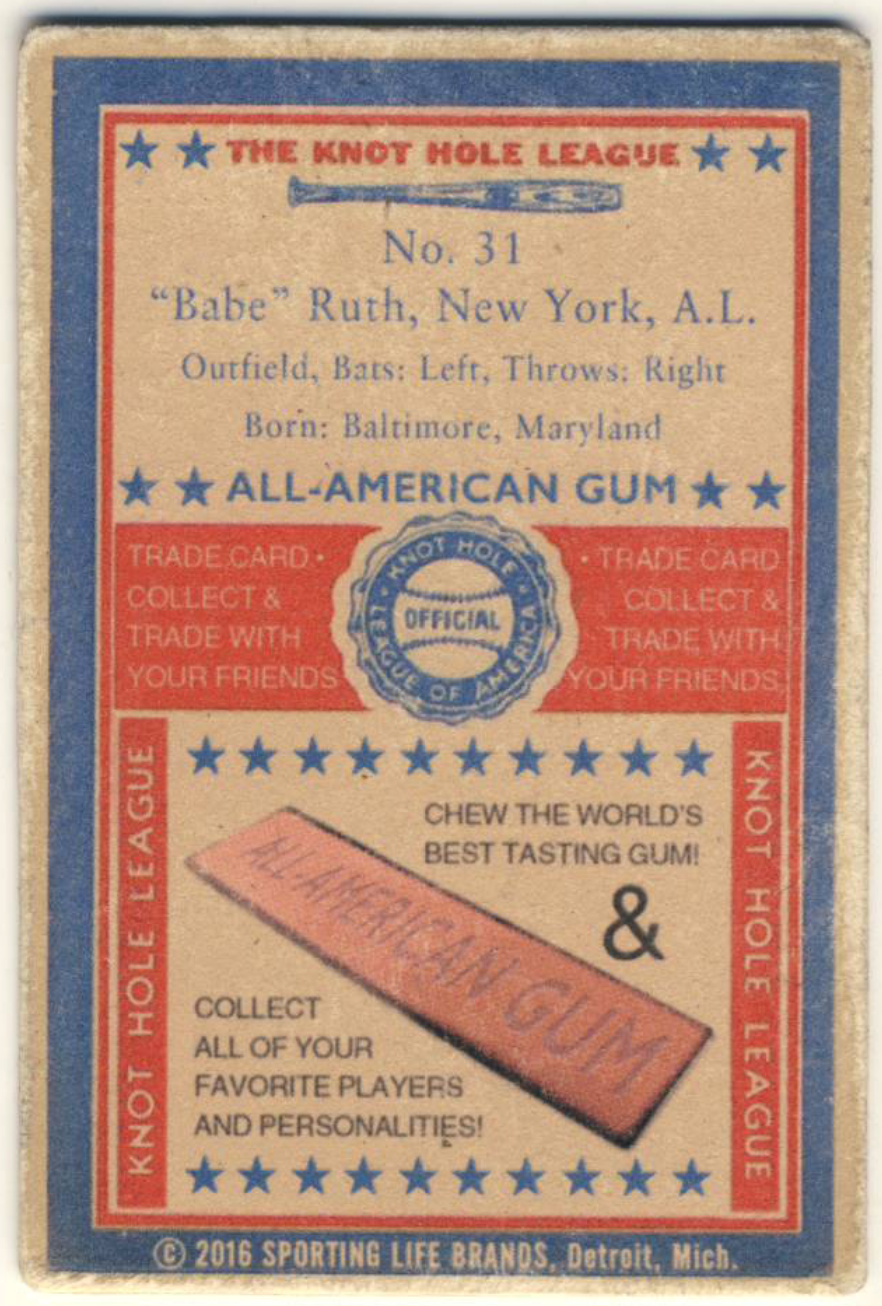 THE KNOT HOLE LEAGUE
No. 31
“Babe” Ruth, New York, A.L.
Outfield, Bats: Left, Throws: Right
Born: Baltimore, Maryland
ALL-AMERICAN GUM
TRADE CARD •
COLLECT &
TRADE WITH
YOUR FRIENDS
KNOT HOLE
LEAGUE OF AMERICA
OFFICIAL
• TRADE CARD
COLLECT &
TRADE WITH
YOUR FRIENDS
KNOT HOLE LEAGUE
CHEW THE WORLD'S
BEST TASTING GUM!
&
ALL-AMERICAN GUM
COLLECT
ALL OF YOUR
FAVORITE PLAYERS
AND PERSONALITIES!
KNOT HOLE LEAGUE
© 2016 SPORTING LIFE BRANDS, Detroit, Mich.